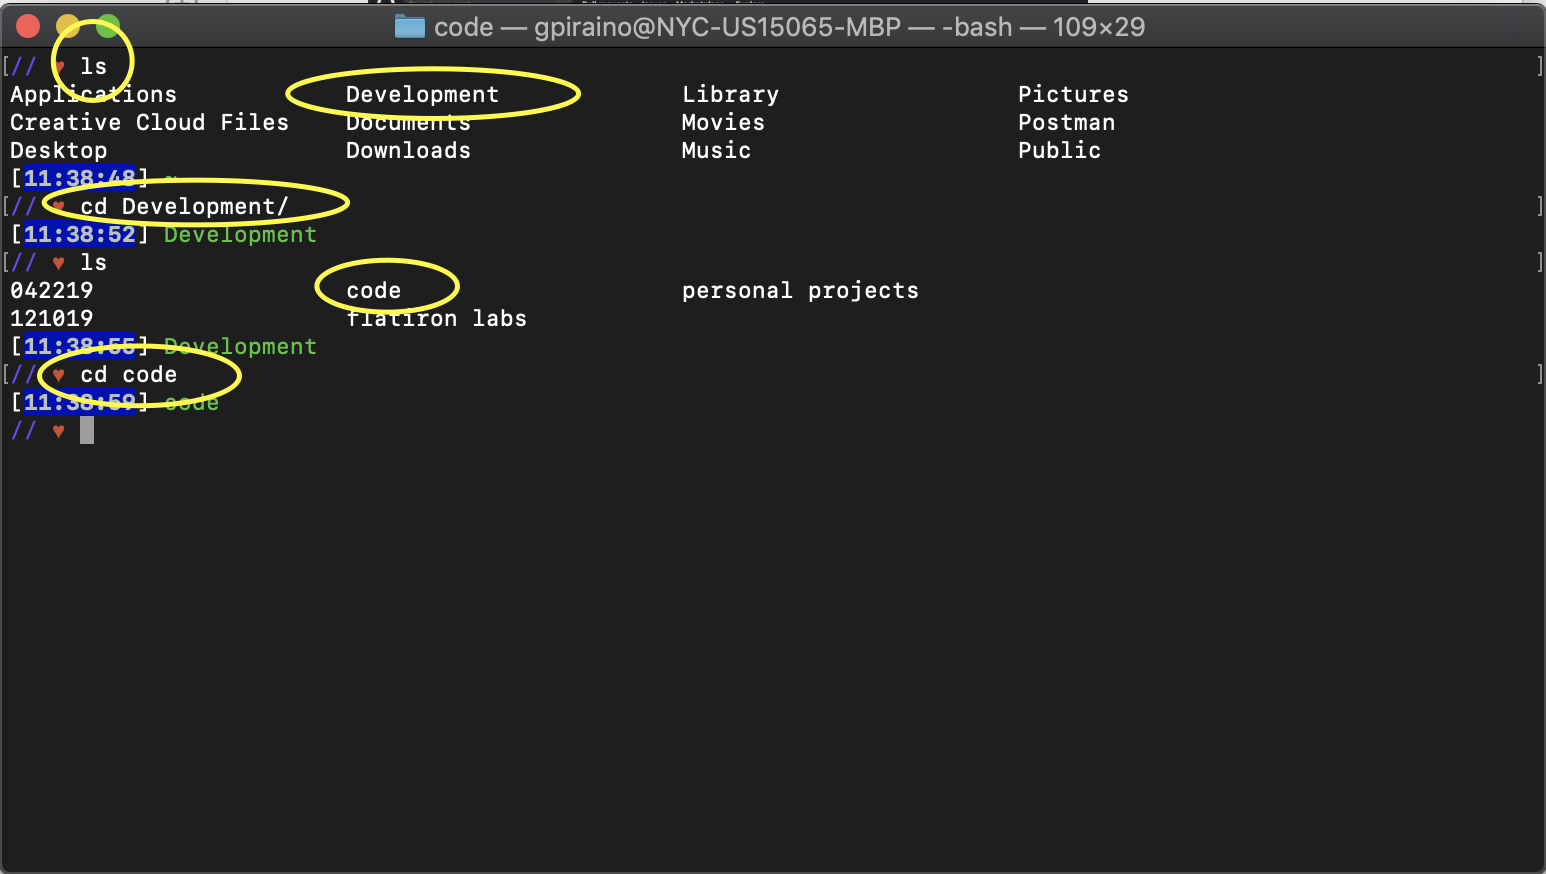 code — gpiraino@NYC-US15065-MBP — -bash — 109×29
[// ♥ ls ]
Applications Development Library Pictures
Creative Cloud Files Documents Movies Postman
Desktop Downloads Music Public
[11:38:48] ~
[// ♥ cd Development/ ]
[11:38:52] Development
[// ♥ ls ]
042219 code personal projects
121019 flatiron labs
[11:38:55] Development
[// ♥ cd code ]
[11:38:59] code
// ♥